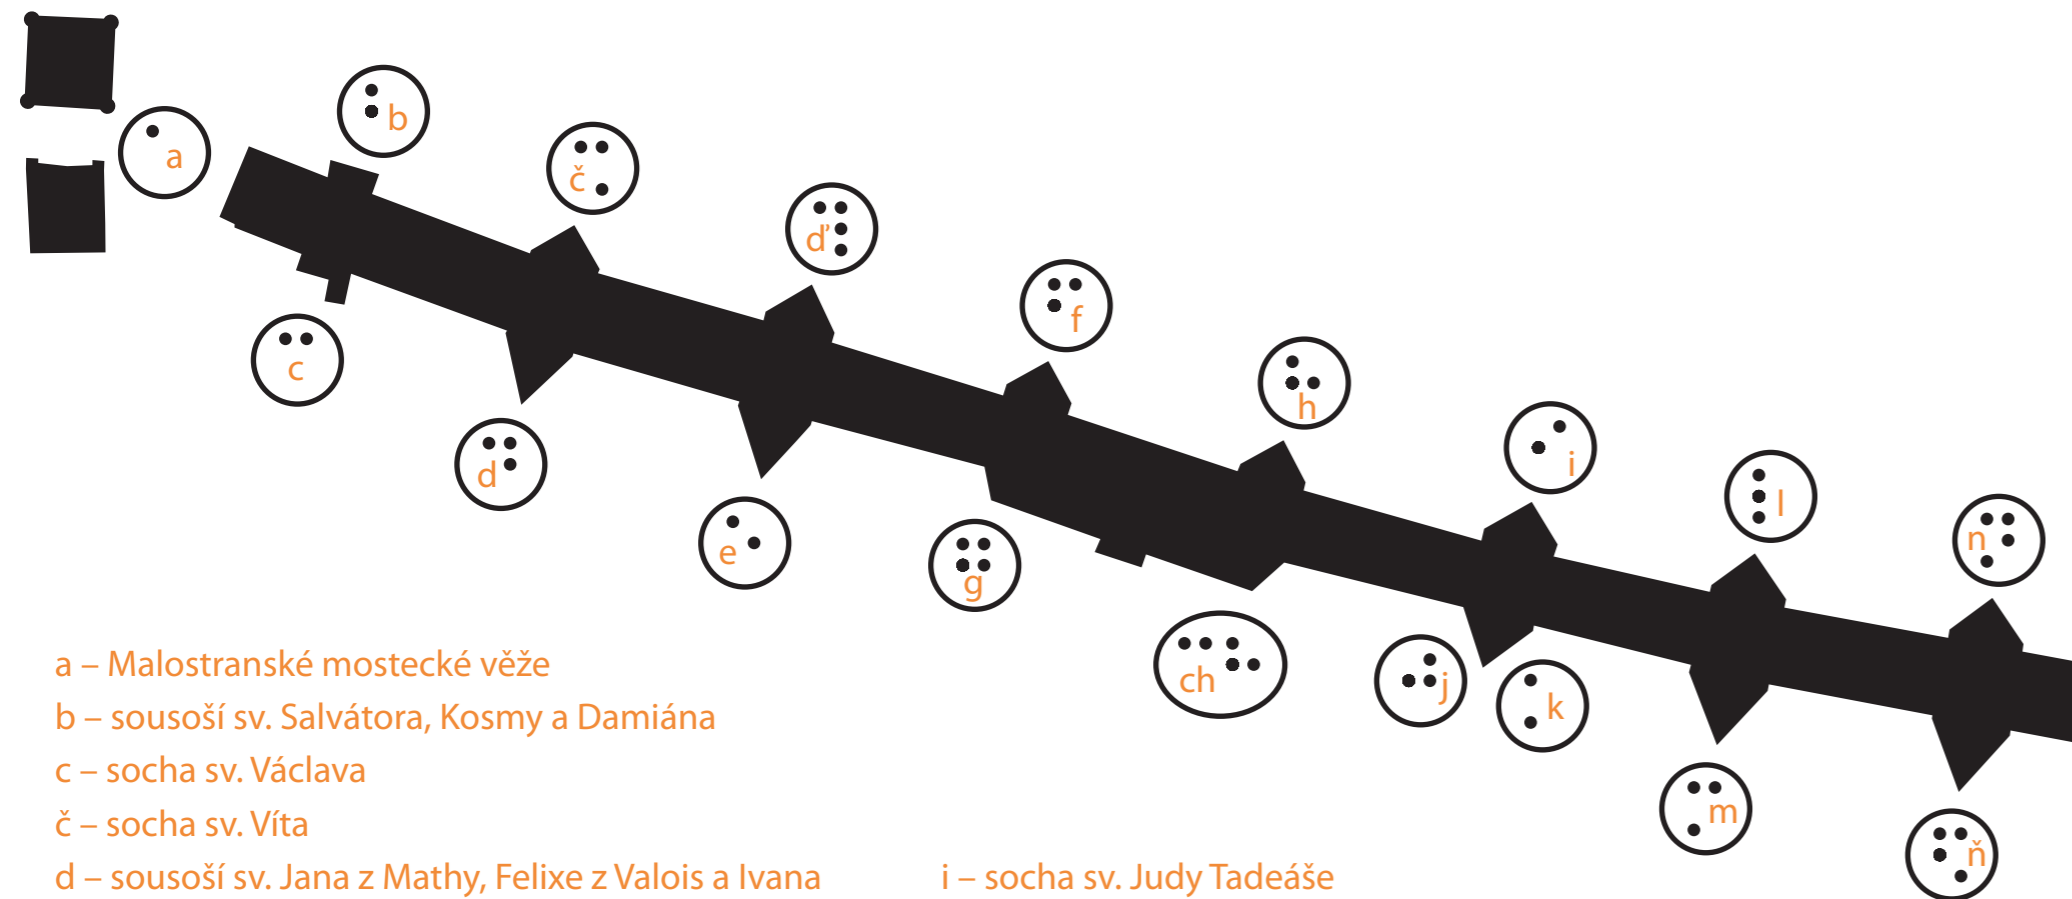 a
b
č
ď
f
h
i
l
n
c
d
e
g
ch
j
k
m
ň
a – Malostranské mostecké věže
b – sousoší sv. Salvátora, Kosmy a Damiána
c – socha sv. Václava
č – socha sv. Víta
d – sousoší sv. Jana z Mathy, Felixe z Valois a Ivana
i – socha sv. Judy Tadeáše